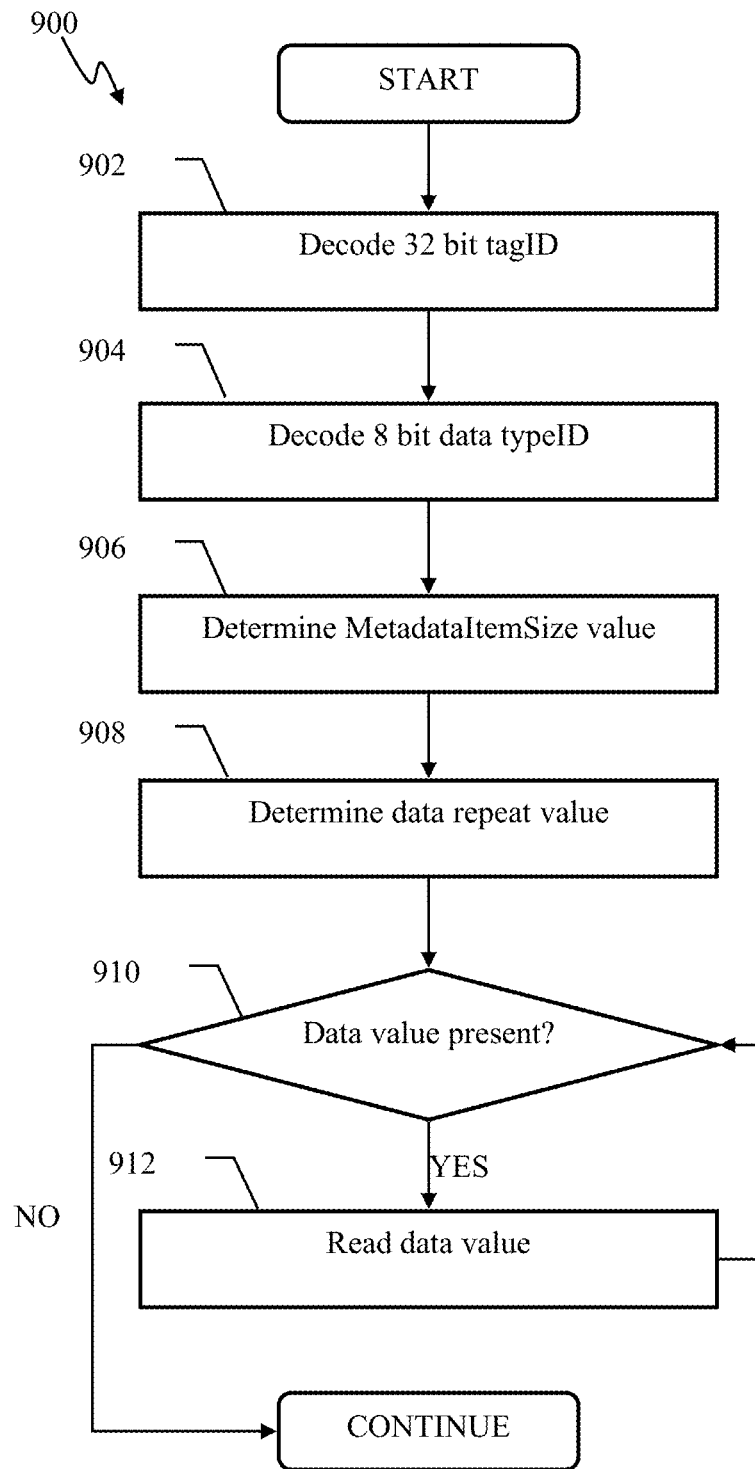 900
START
902
Decode 32 bit tagID
904
Decode 8 bit data typeID
906
Determine MetadataItemSize value
908
Determine data repeat value
910
Data value present?
912
YES
NO
Read data value
CONTINUE